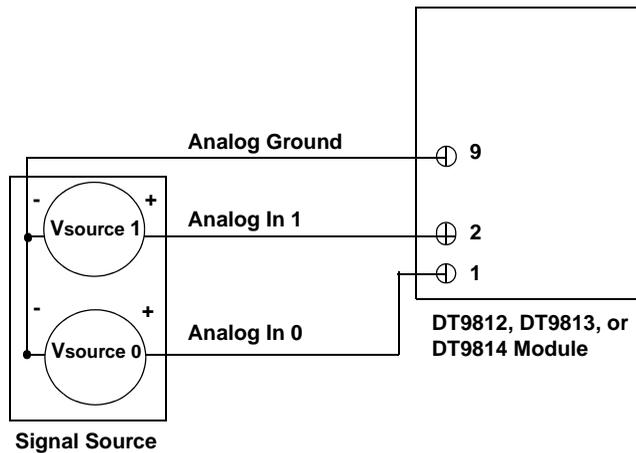 Analog Ground
9
- +
Vsource 1
Analog In 1
2
1
- +
Vsource 0
Analog In 0
DT9812, DT9813, or
DT9814 Module
Signal Source